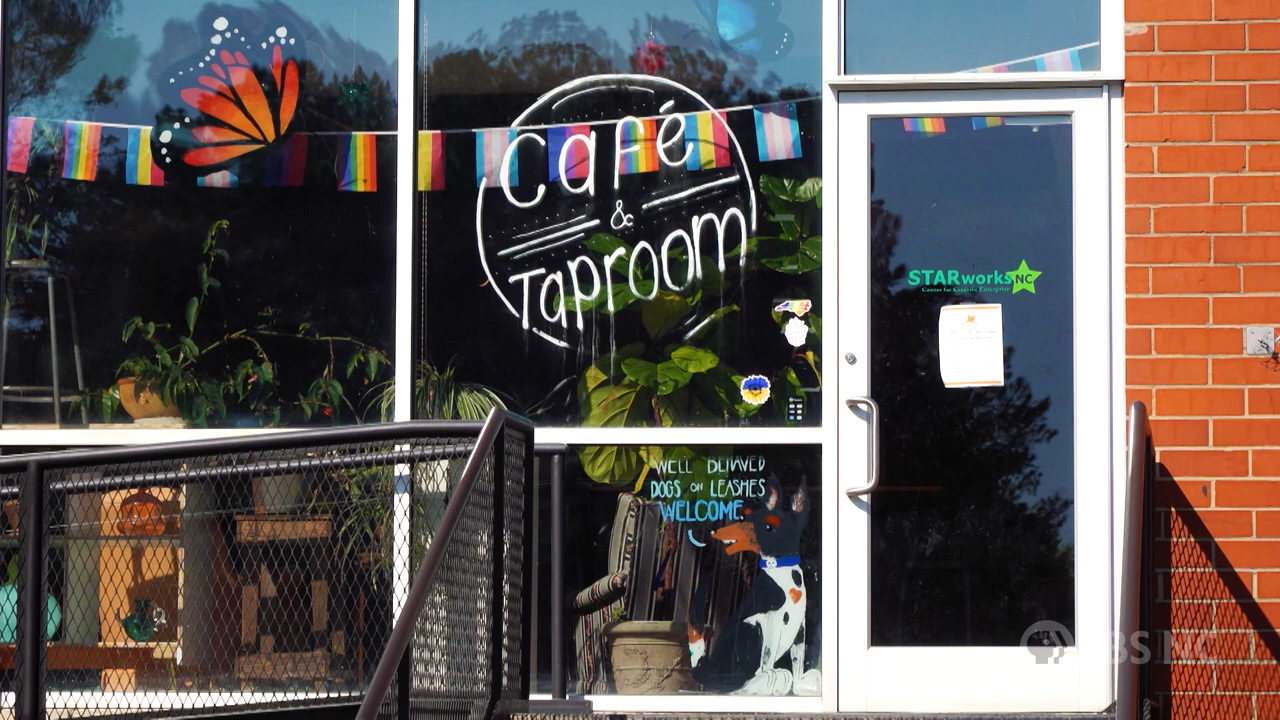 Café
&
Taproom
STARworks NC
Center for Creative Enterprise
WELL BEHAVED
DOGS ON LEASHES
WELCOME
PBS NC